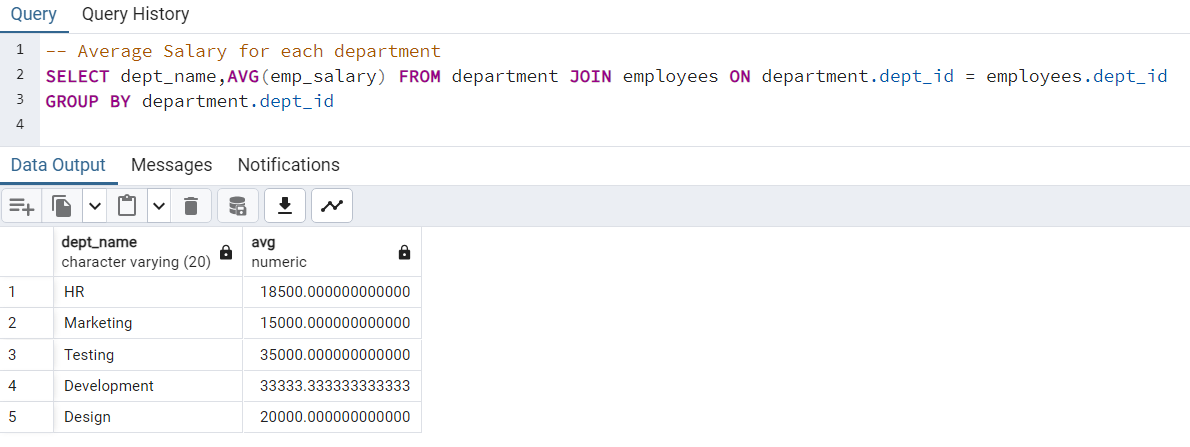 Query Query History
1 -- Average Salary for each department
2 SELECT dept_name,AVG(emp_salary) FROM department JOIN employees ON department.dept_id = employees.dept_id
3 GROUP BY department.dept_id
4
Data Output Messages Notifications
dept_name avg
character varying (20) numeric
1 HR 18500.000000000000
2 Marketing 15000.000000000000
3 Testing 35000.000000000000
4 Development 33333.333333333333
5 Design 20000.000000000000